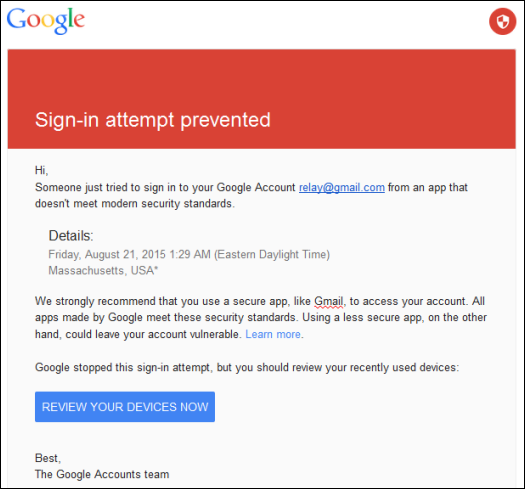 Google
Sign-in attempt prevented
Hi,
Someone just tried to sign in to your Google Account relay@gmail.com from an app that
doesn't meet modern security standards.
Details:
Friday, August 21, 2015 1:29 AM (Eastern Daylight Time)
Massachusetts, USA*
We strongly recommend that you use a secure app, like Gmail, to access your account. All
apps made by Google meet these security standards. Using a less secure app, on the other
hand, could leave your account vulnerable. Learn more.
Google stopped this sign-in attempt, but you should review your recently used devices:
REVIEW YOUR DEVICES NOW
Best,
The Google Accounts team